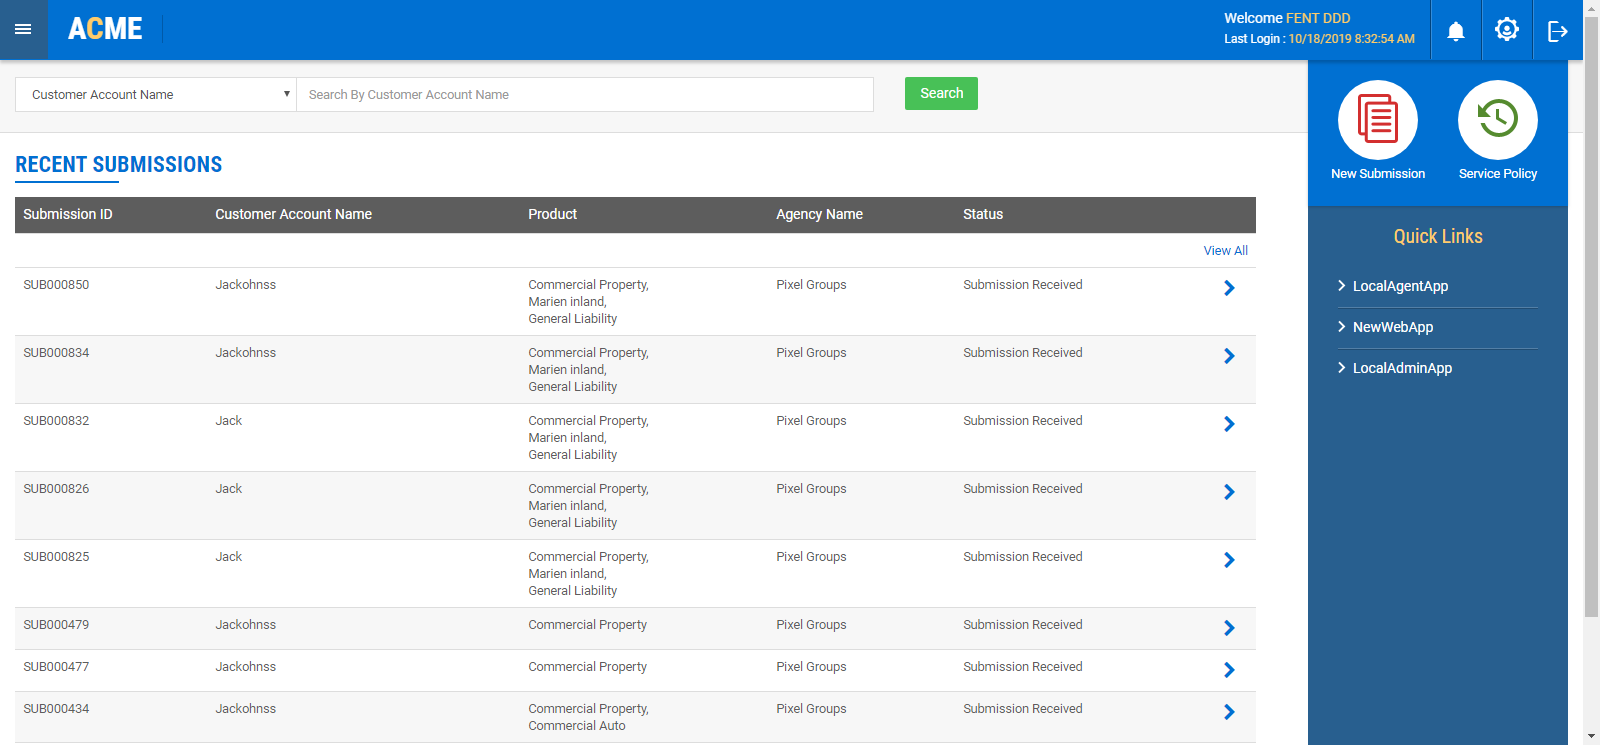 ACME
Welcome FENT DDD
Last Login : 10/18/2019 8:32:54 AM
Customer Account Name
Search By Customer Account Name
Search
New Submission
Service Policy
RECENT SUBMISSIONS
Submission ID Customer Account Name Product Agency Name Status
View All
SUB000850 Jackohnss Commercial Property, Pixel Groups Submission Received
Marien inland,
General Liability
SUB000834 Jackohnss Commercial Property, Pixel Groups Submission Received
Marien inland,
General Liability
SUB000832 Jack Commercial Property, Pixel Groups Submission Received
Marien inland,
General Liability
SUB000826 Jack Commercial Property, Pixel Groups Submission Received
Marien inland,
General Liability
SUB000825 Jack Commercial Property, Pixel Groups Submission Received
Marien inland,
General Liability
SUB000479 Jackohnss Commercial Property Pixel Groups Submission Received
SUB000477 Jackohnss Commercial Property Pixel Groups Submission Received
SUB000434 Jackohnss Commercial Property, Pixel Groups Submission Received
Commercial Auto
Quick Links
LocalAgentApp
NewWebApp
LocalAdminApp